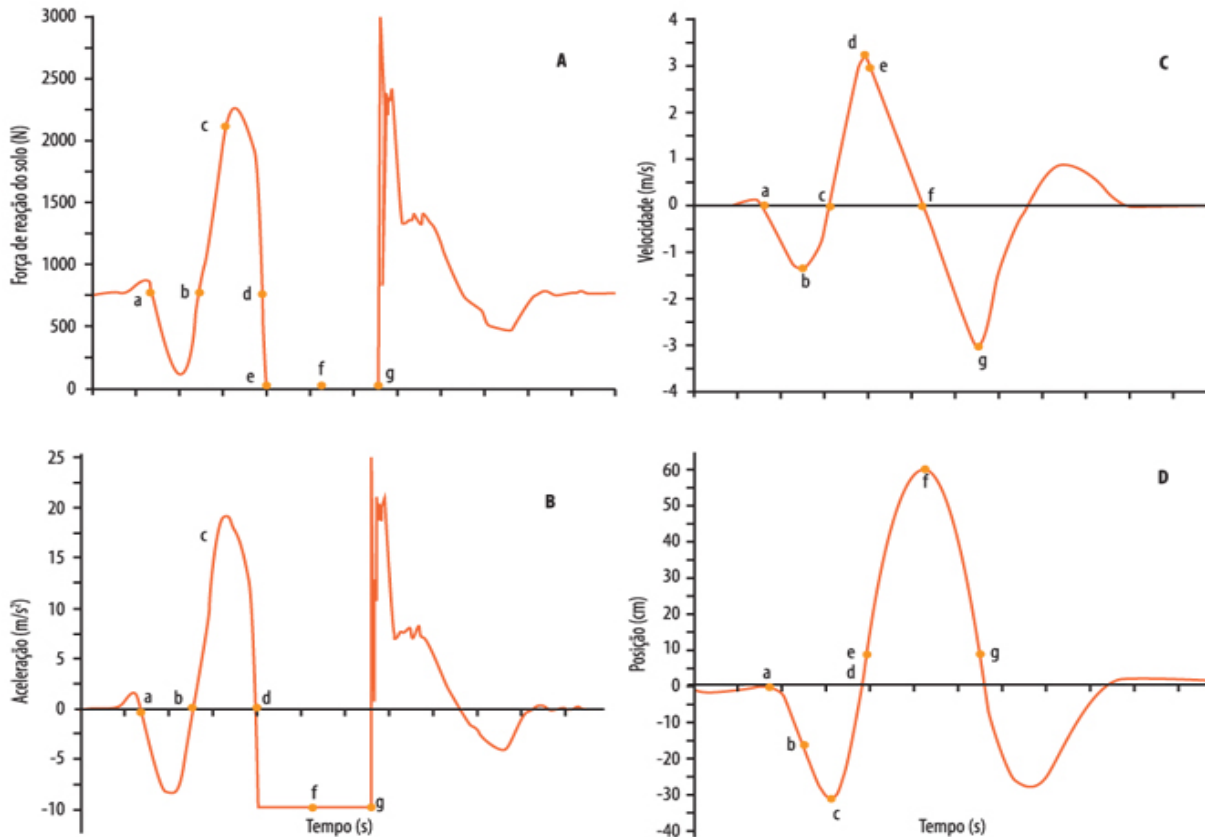 A
Força de reação do solo (N)
3000
2500
2000
1500
1000
500
0
a
b
c
d
e
f
g
C
Velocidade (m/s)
4
3
2
1
0
-1
-2
-3
-4
a
b
c
d
e
f
g
B
Aceleração (m/s²)
25
20
15
10
5
0
-5
-10
a
b
c
d
f
g
Tempo (s)
D
Posição (cm)
60
50
40
30
20
10
0
-10
-20
-30
-40
a
b
c
d
e
f
g
Tempo (s)